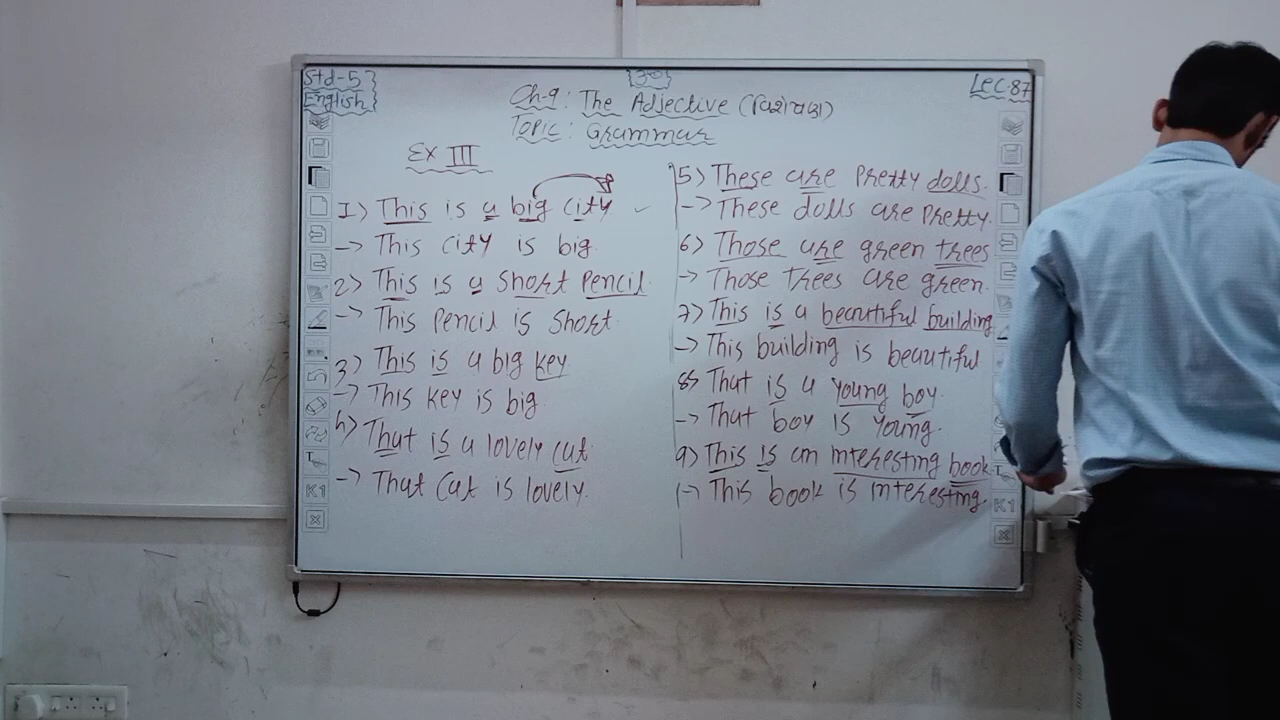 Std-5
English
Lec.87
Ch-9: The Adjective
Topic: Grammar
Ex III
1) This is a big city
-> This city is big.
2) This is a short pencil.
-> This pencil is short.
3) This is a big key
-> This key is big.
4) That is a lovely cat.
-> That cat is lovely.
5) These are pretty dolls.
-> These dolls are pretty.
6) Those are green trees
-> Those trees are green.
7) This is a beautiful building
-> This building is beautiful
8) That is a young boy.
-> That boy is young.
9) This is an interesting book.
-> This book is interesting.
K1
K1